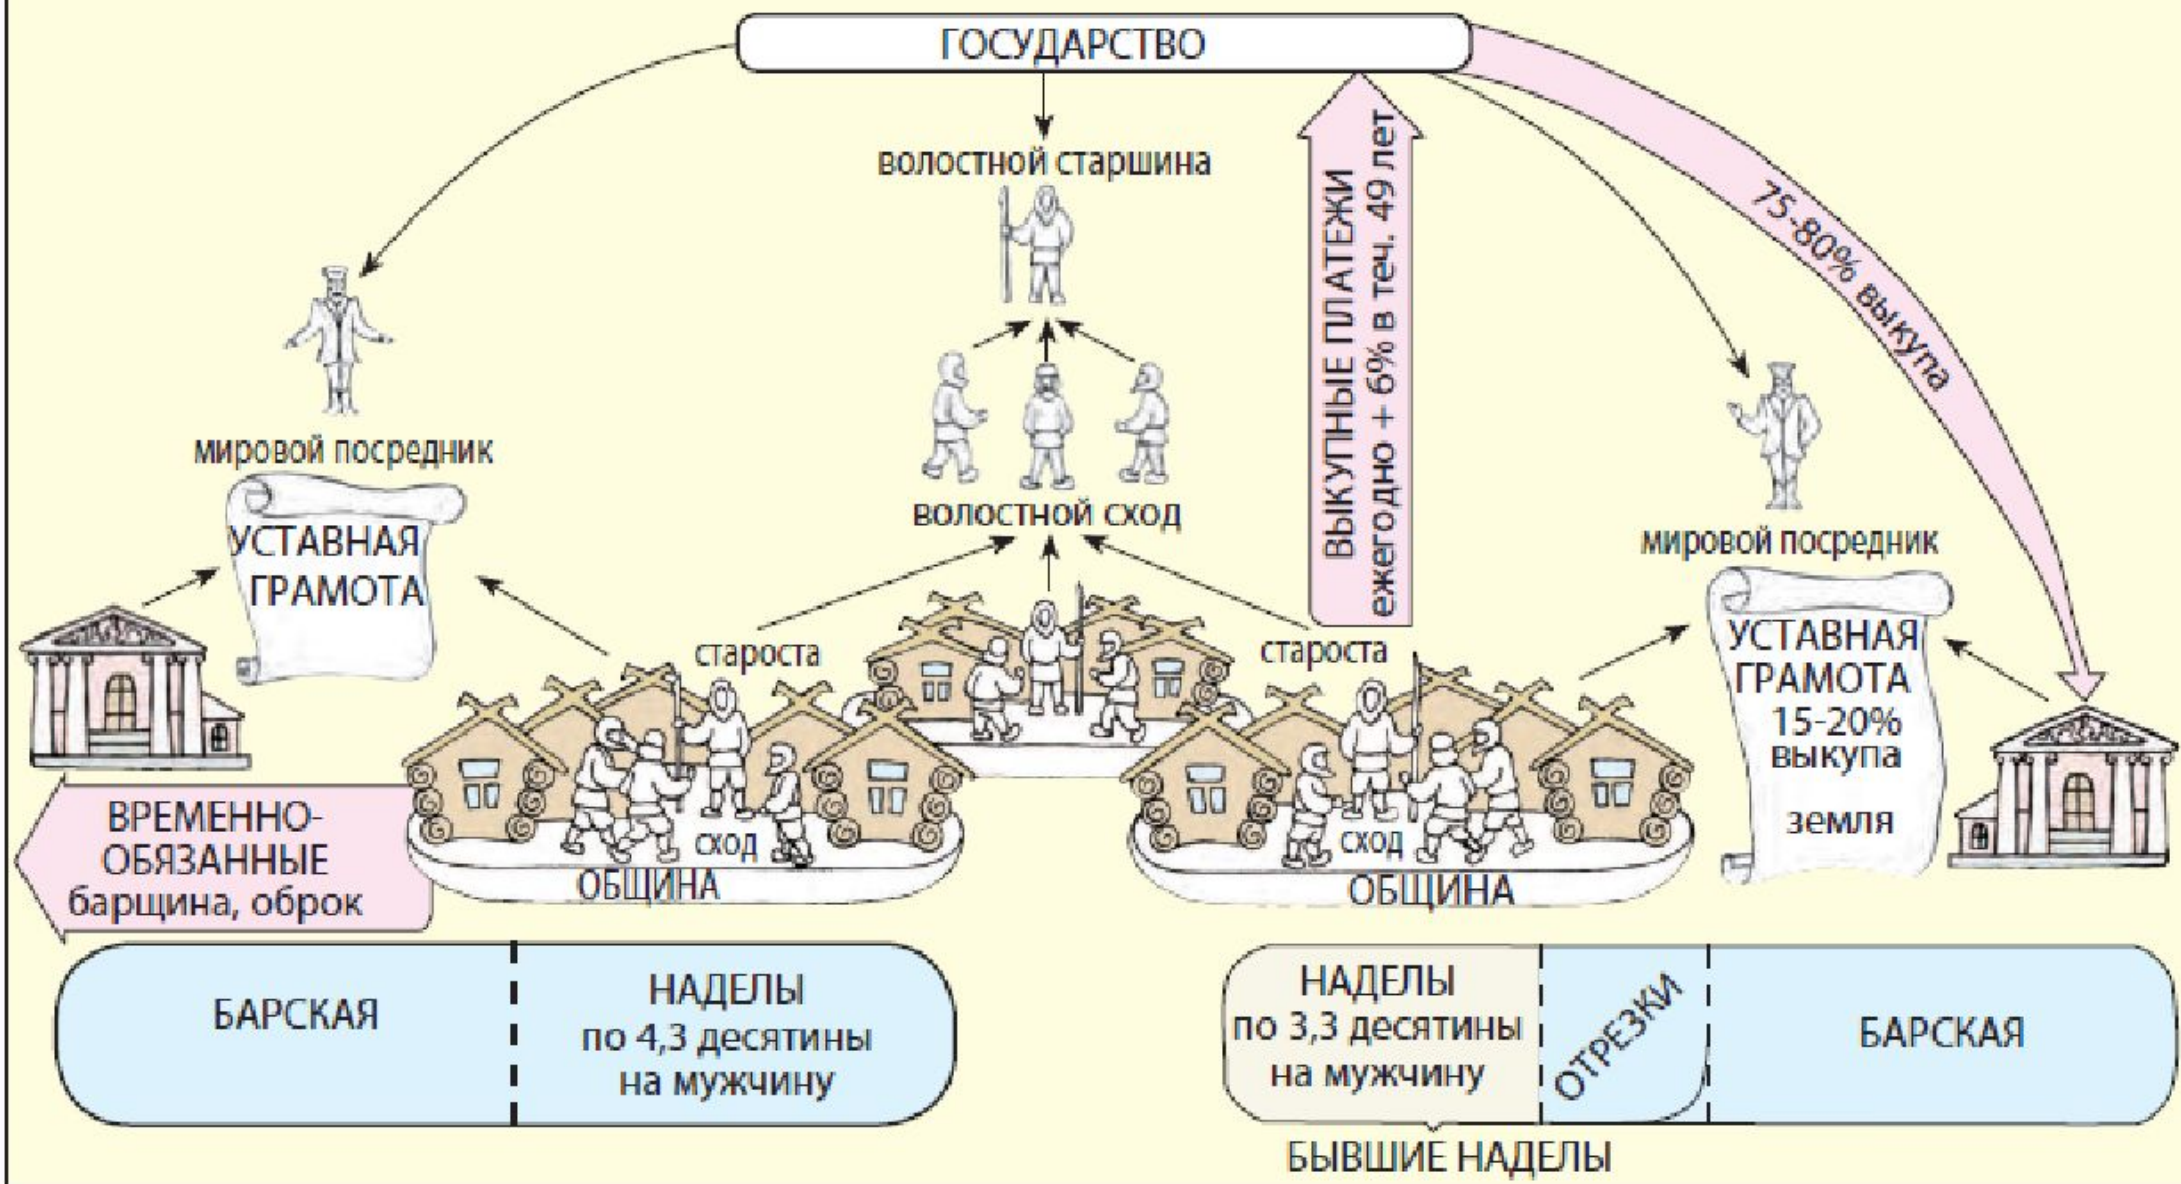 ГОСУДАРСТВО
волостной старшина
ВЫКУПНЫЕ ПЛАТЕЖИ
ежегодно + 6% в теч. 49 лет
75-80% выкупа
мировой посредник
УСТАВНАЯ
ГРАМОТА
волостной сход
мировой посредник
УСТАВНАЯ
ГРАМОТА
15-20%
выкупа
земля
староста
староста
сход
ОБЩИНА
сход
ОБЩИНА
ВРЕМЕННО-
ОБЯЗАННЫЕ
барщина, оброк
БАРСКАЯ
НАДЕЛЫ
по 4,3 десятины
на мужчину
НАДЕЛЫ
по 3,3 десятины
на мужчину
ОТРЕЗКИ
БАРСКАЯ
БЫВШИЕ НАДЕЛЫ